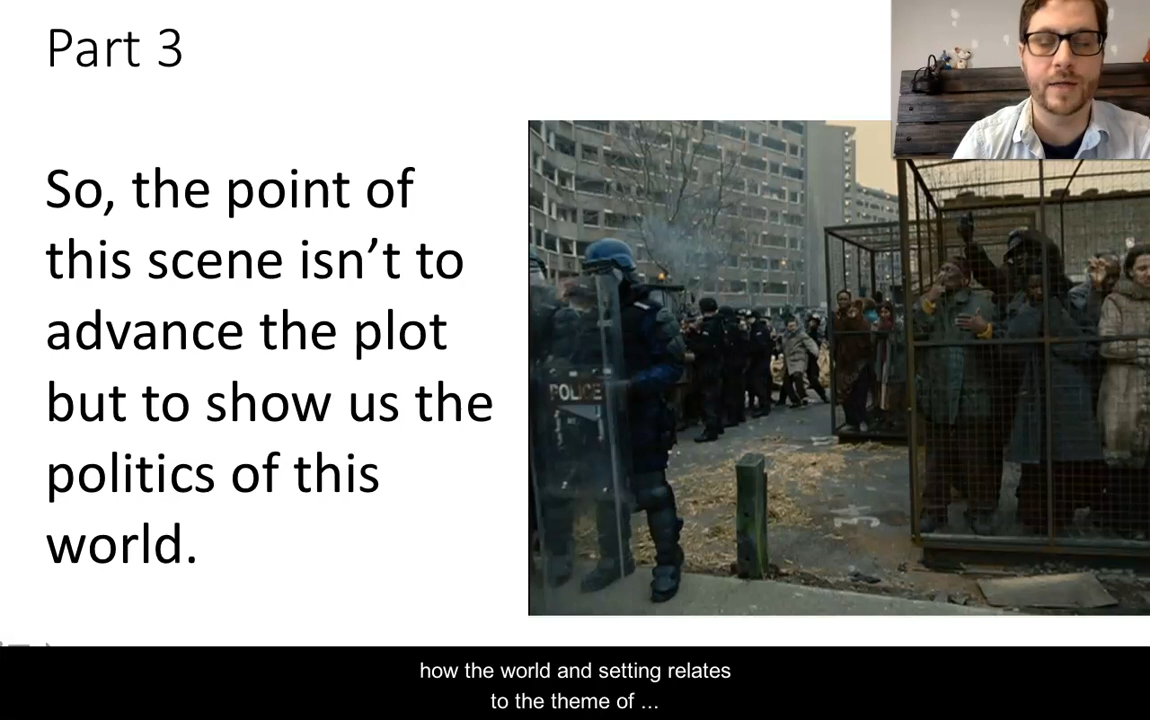 Part 3
So, the point of
this scene isn’t to
advance the plot
but to show us the
politics of this
world.
POLICE
how the world and setting relates
to the theme of ...